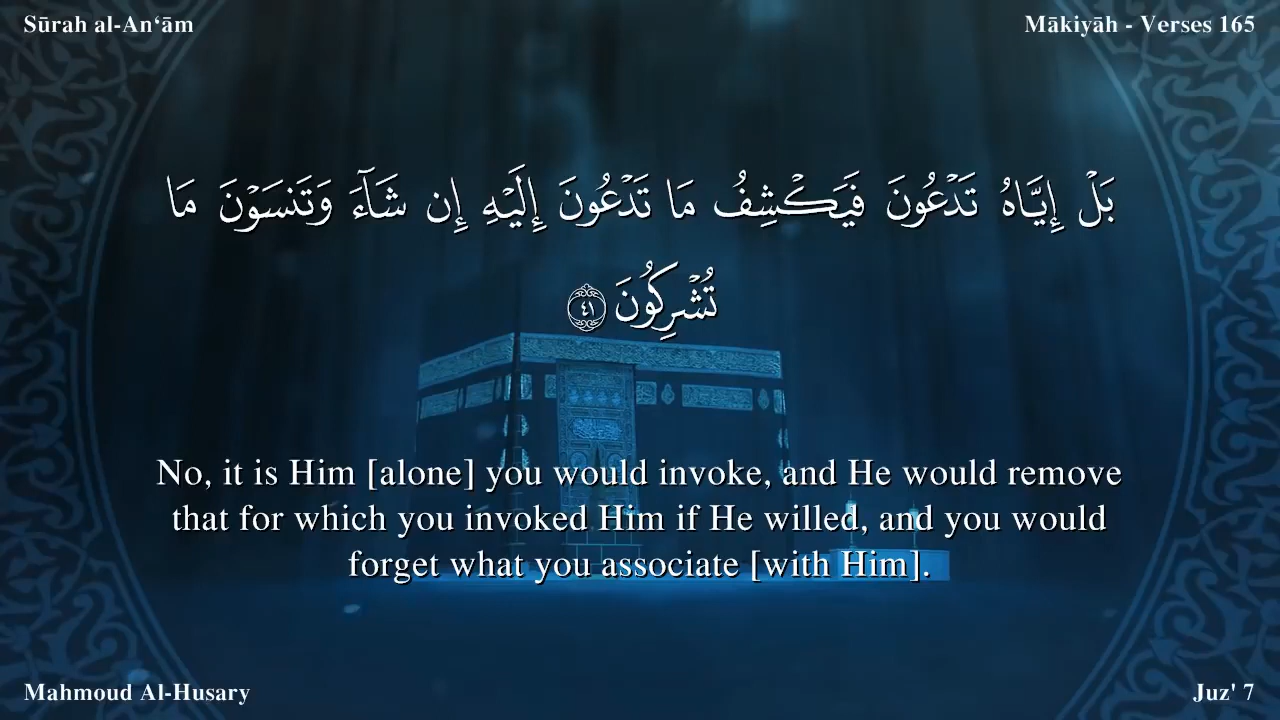 Sūrah al-An‘ām
Mākiyāh - Verses 165
بَلْ إِيَّاهُ تَدْعُونَ فَيَكْشِفُ مَا تَدْعُونَ إِلَيْهِ إِن شَآءَ وَتَنسَوْنَ مَا
تُشْرِكُونَ ٤١
No, it is Him [alone] you would invoke, and He would remove
that for which you invoked Him if He willed, and you would
forget what you associate [with Him].
Mahmoud Al-Husary
Juz' 7